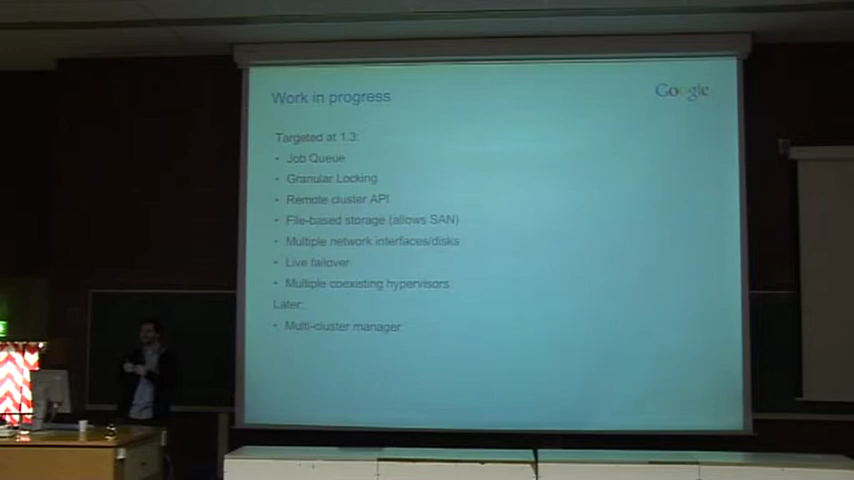 Work in progress
Google
Targeted at 1.3:
• Job Queue
• Granular Locking
• Remote cluster API
• File-based storage (allows SAN)
• Multiple network interfaces/disks
• Live failover
• Multiple coexisting hypervisors
Later:
• Multi-cluster manager